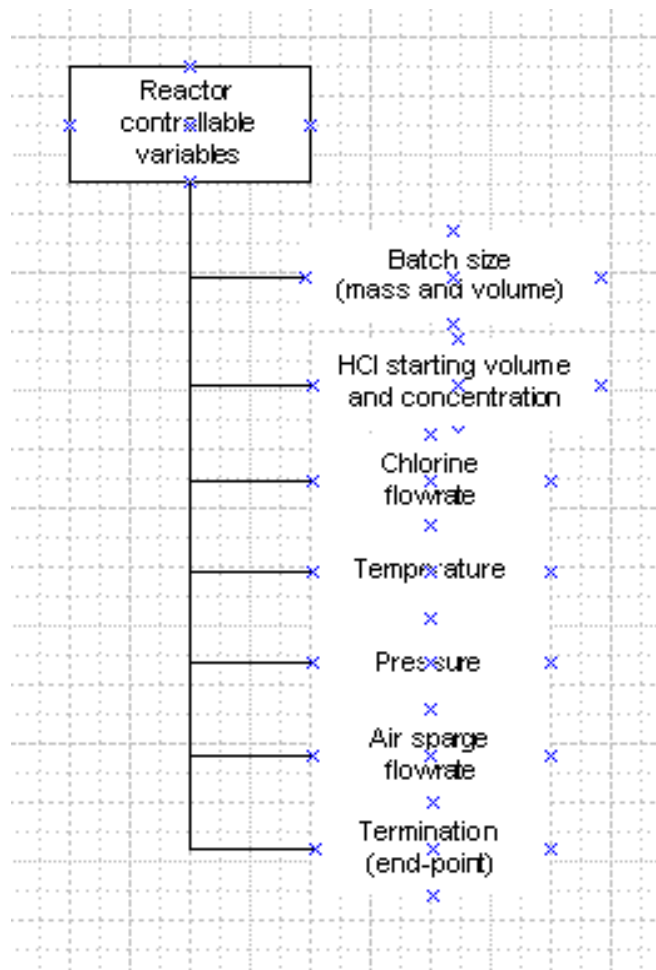 Reactor
controllable
variables
Batch size
(mass and volume)
HCl starting volume
and concentration
Chlorine
flowrate
Temperature
Pressure
Air sparge
flowrate
Termination
(end-point)